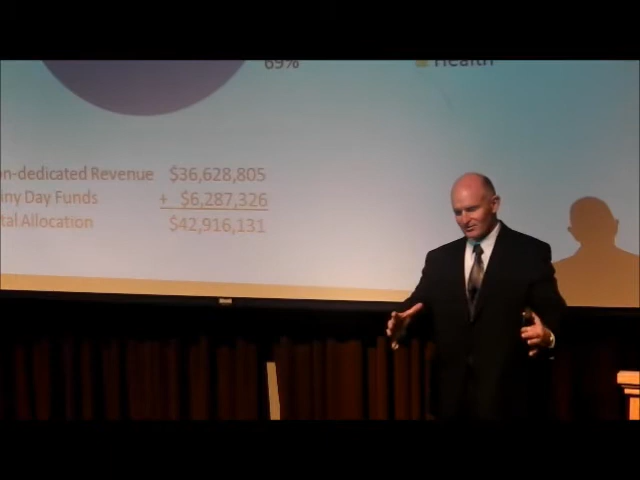 69%
Health
n-dedicated Revenue $36,628,805
ny Day Funds + $6,287,326
tal Allocation $42,916,131